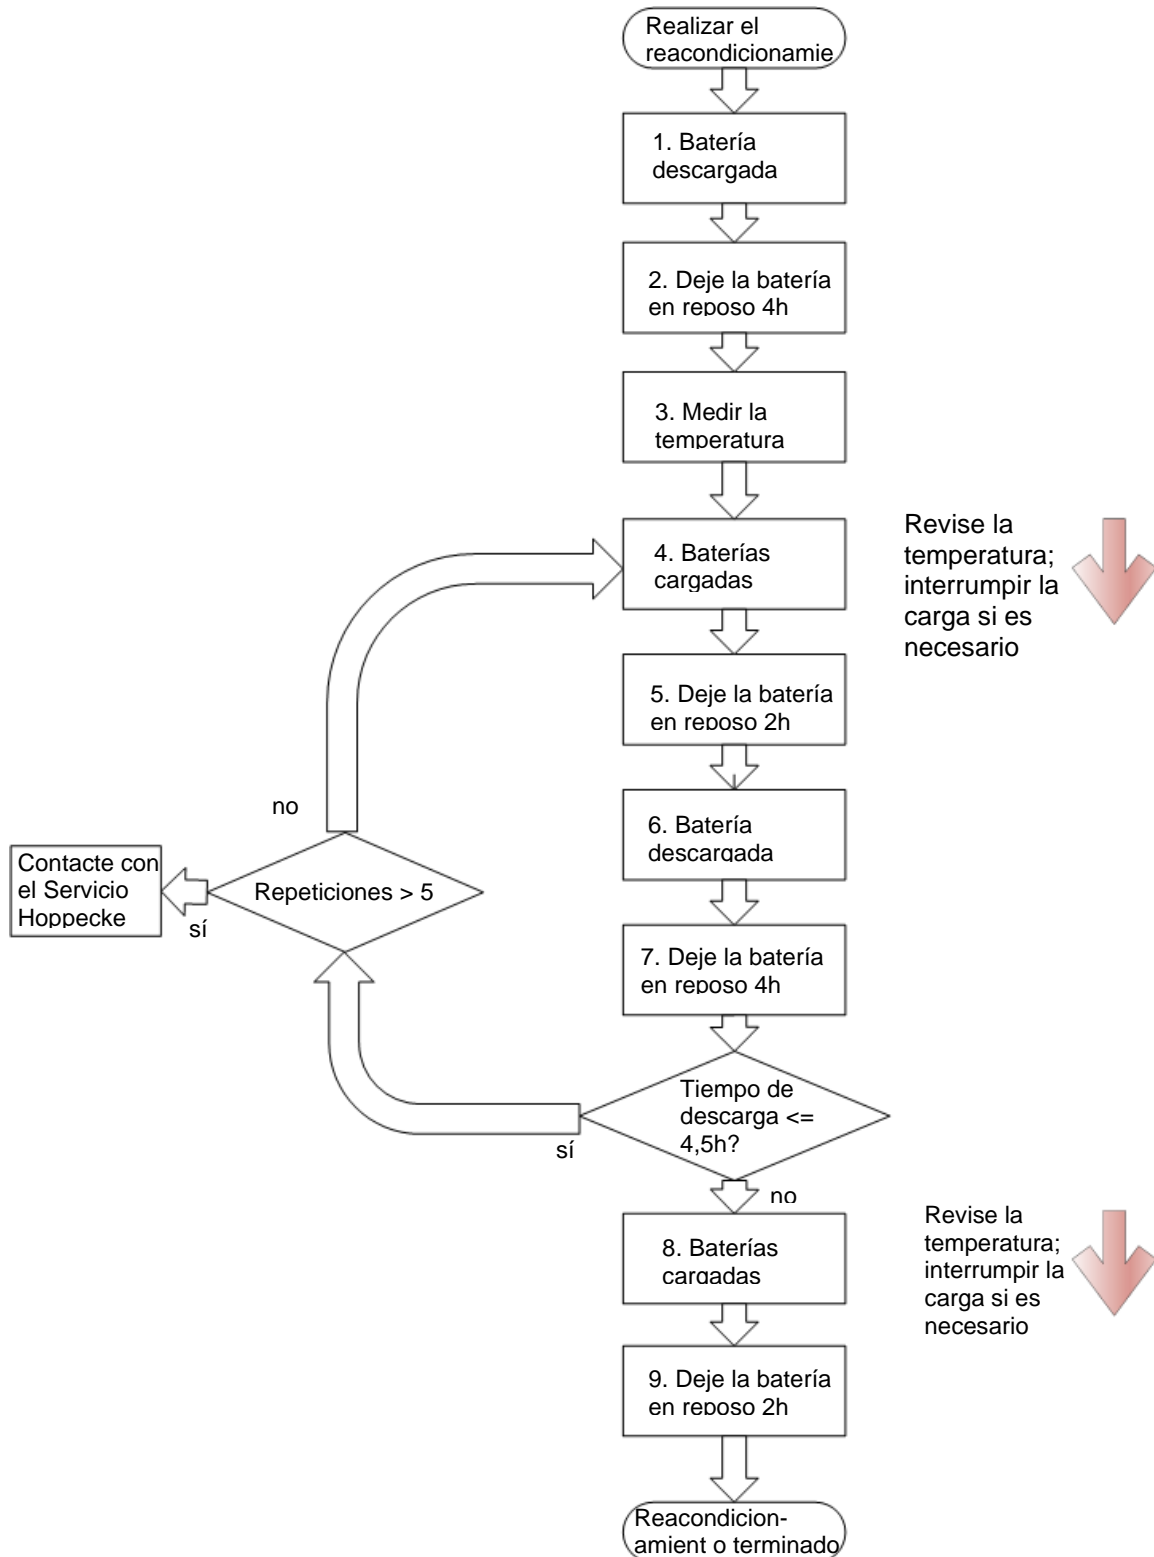 Realizar el
reacondicionamie
1. Batería
descargada
2. Deje la batería
en reposo 4h
3. Medir la
temperatura
4. Baterías
cargadas
Revise la
temperatura;
interrumpir la
carga si es
necesario
5. Deje la batería
en reposo 2h
6. Batería
descargada
7. Deje la batería
en reposo 4h
Tiempo de
descarga <=
4,5h?
sí
Repeticiones > 5
no
sí
Contacte con
el Servicio
Hoppecke
no
8. Baterías
cargadas
Revise la
temperatura;
interrumpir la
carga si es
necesario
9. Deje la batería
en reposo 2h
Reacondicion-
amient o terminado